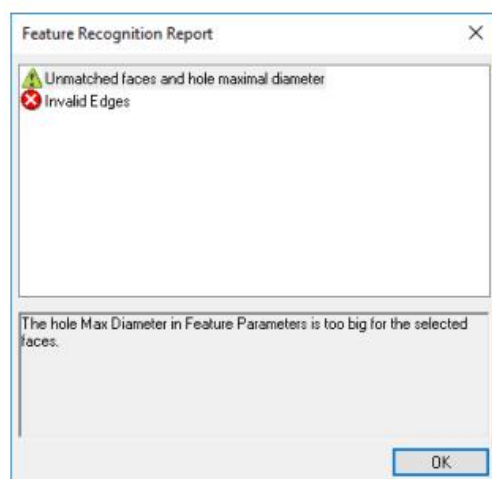 Feature Recognition Report
Unmatched faces and hole maximal diameter
Invalid Edges
The hole Max Diameter in Feature Parameters is too big for the selected
faces.
OK